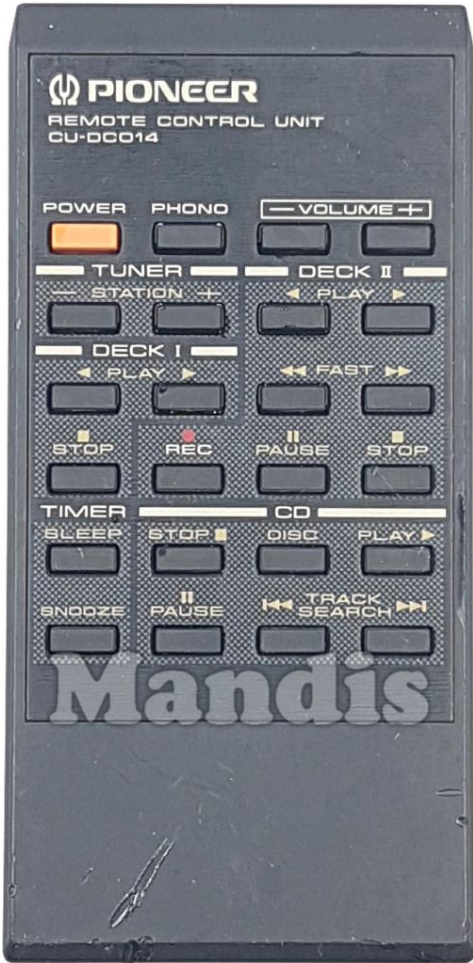 PIONEER
REMOTE CONTROL UNIT
CU-DC014
POWER PHONO — VOLUME +
TUNER DECK II
— STATION + ◀ PLAY ▶
DECK I
◀ PLAY ▶ ◀◀ FAST ▶▶
■ ● ⏸ ■
STOP REC PAUSE STOP
TIMER CD
SLEEP STOP ■ DISC PLAY ▶
SNOOZE ⏸ PAUSE ⏮ TRACK SEARCH ⏭
Mandis